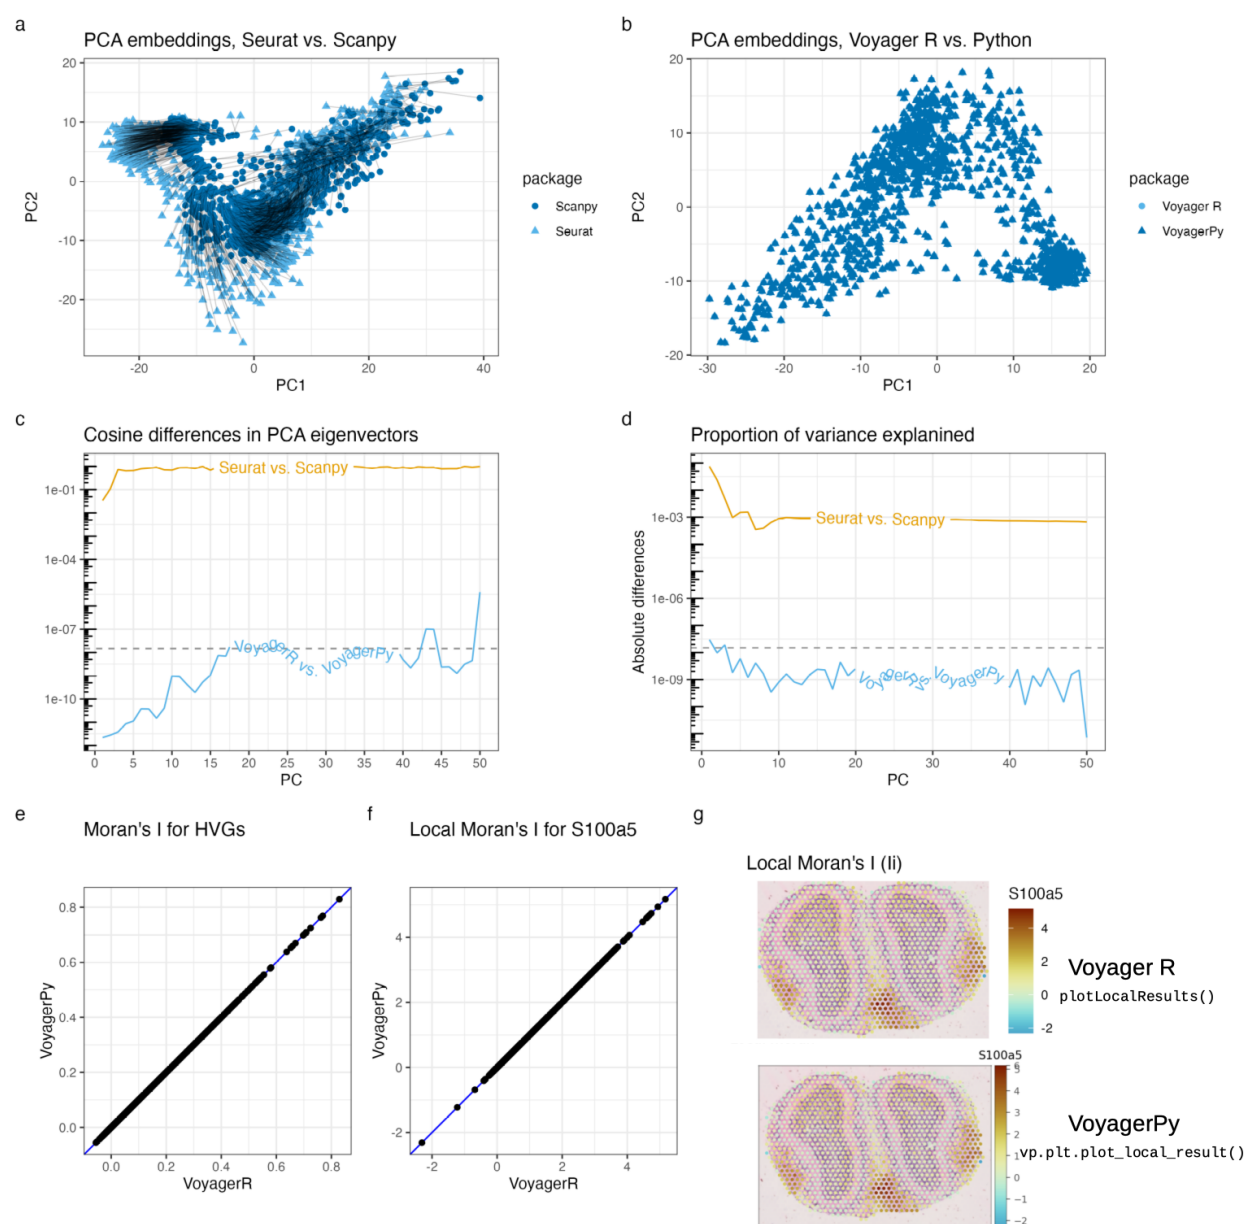 a
PCA embeddings, Seurat vs. Scanpy
20
10
0
-10
-20
PC2
-20
0
20
40
PC1
package
Scanpy
Seurat
b
PCA embeddings, Voyager R vs. Python
20
10
0
-10
-20
PC2
-30
-20
-10
0
10
20
PC1
package
Voyager R
VoyagerPy
c
Cosine differences in PCA eigenvectors
Seurat vs. Scanpy
1e-01
1e-04
1e-07
1e-10
Voyager R vs. VoyagerPy
0
5
10
15
20
25
30
35
40
45
50
PC
d
Proportion of variance explanined
Seurat vs. Scanpy
1e-03
1e-06
1e-09
Absolute differences
VoyagerR vs. VoyagerPy
0
10
20
30
40
50
PC
e
Moran's I for HVGs
0.8
0.6
0.4
0.2
0.0
VoyagerPy
0.0
0.2
0.4
0.6
0.8
VoyagerR
f
Local Moran's I for S100a5
4
2
0
-2
VoyagerPy
-2
0
2
4
VoyagerR
g
Local Moran's I (Ii)
S100a5
4
2
0
-2
Voyager R
plotLocalResults()
S100a5
6
5
4
3
2
1
0
−1
−2
VoyagerPy
vp.plt.plot_local_result()